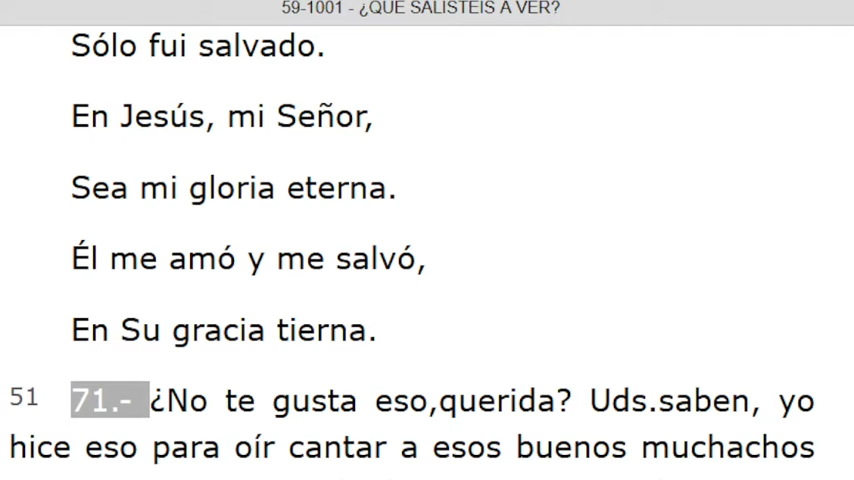 59-1001 - ¿QUÉ SALISTEIS A VER?
Sólo fui salvado.
En Jesús, mi Señor,
Sea mi gloria eterna.
Él me amó y me salvó,
En Su gracia tierna.
51 71.- ¿No te gusta eso,querida? Uds.saben, yo
hice eso para oír cantar a esos buenos muchachos